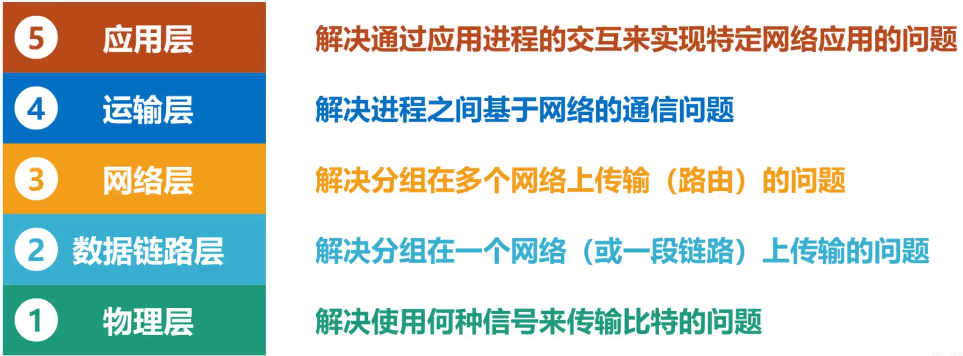 5 应用层 解决通过应用进程的交互来实现特定网络应用的问题
4 运输层 解决进程之间基于网络的通信问题
3 网络层 解决分组在多个网络上传输（路由）的问题
2 数据链路层 解决分组在一个网络（或一段链路）上传输的问题
1 物理层 解决使用何种信号来传输比特的问题